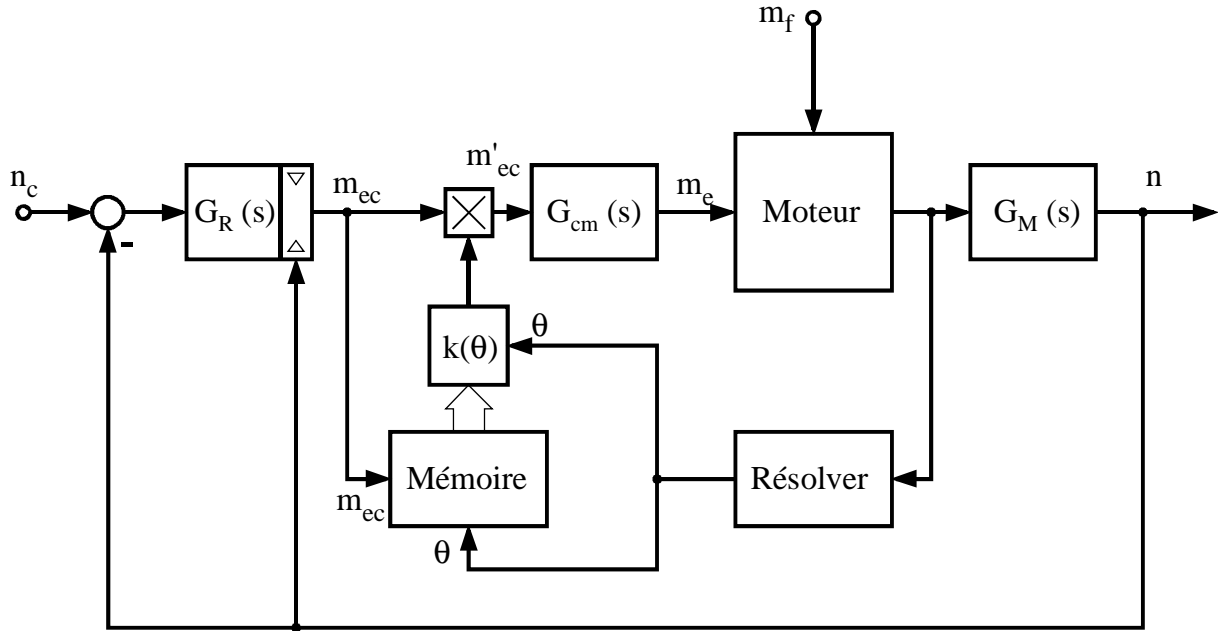 m_f
n_c
G_R (s)
m_ec
m'_ec
G_cm (s)
m_e
Moteur
G_M (s)
n
-
k(θ)
θ
Mémoire
m_ec
θ
Résolver